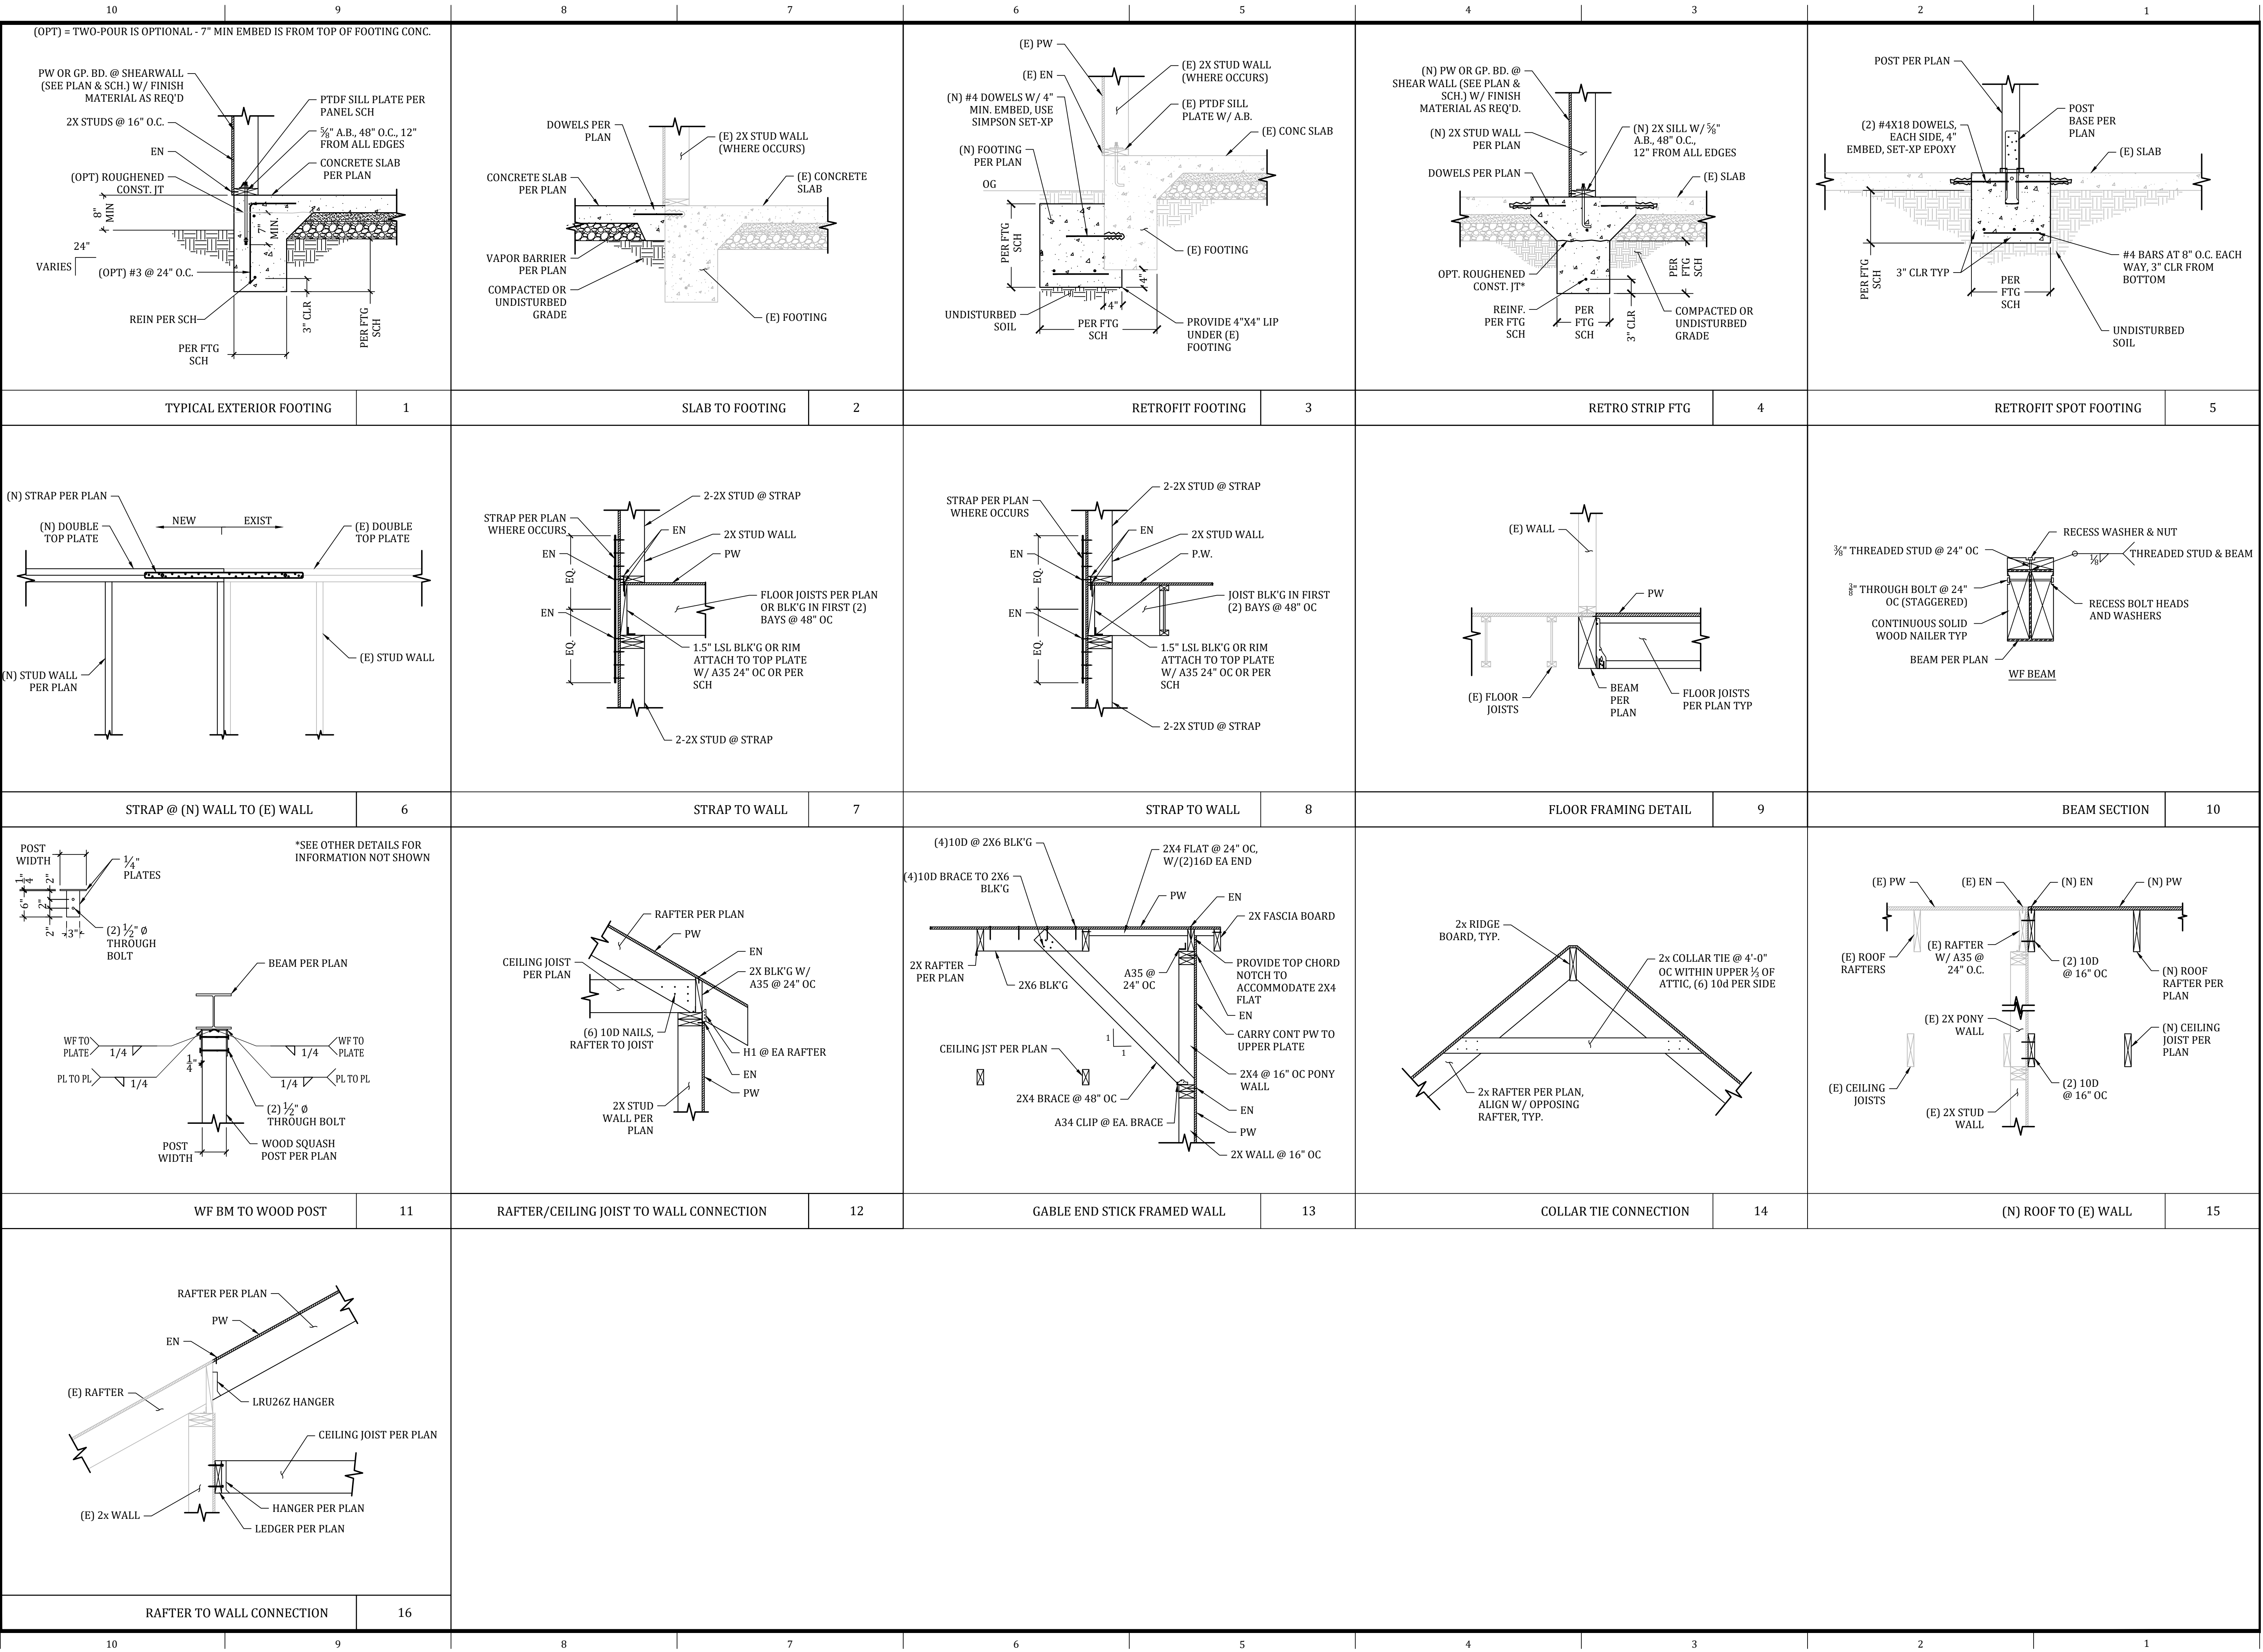 10 9 8 7 6 5 4 3 2 1
(OPT) = TWO-POUR IS OPTIONAL - 7" MIN EMBED IS FROM TOP OF FOOTING CONC.
PW OR GP. BD. @ SHEARWALL
(SEE PLAN & SCH.) W/ FINISH
MATERIAL AS REQ'D
2X STUDS @ 16" O.C.
EN
(OPT) ROUGHENED
CONST. JT
8"
MIN
24"
VARIES
(OPT) #3 @ 24" O.C.
REIN PER SCH
PER FTG
SCH
PTDF SILL PLATE PER
PANEL SCH
⅝" A.B., 48" O.C., 12"
FROM ALL EDGES
CONCRETE SLAB
PER PLAN
7"
MIN.
3" CLR
PER FTG
SCH
TYPICAL EXTERIOR FOOTING 1
DOWELS PER
PLAN
(E) 2X STUD WALL
(WHERE OCCURS)
CONCRETE SLAB
PER PLAN
(E) CONCRETE
SLAB
VAPOR BARRIER
PER PLAN
COMPACTED OR
UNDISTURBED
GRADE
(E) FOOTING
SLAB TO FOOTING 2
(E) PW
(E) EN
(N) #4 DOWELS W/ 4"
MIN. EMBED, USE
SIMPSON SET-XP
(N) FOOTING
PER PLAN
OG
PER FTG
SCH
UNDISTURBED
SOIL
(E) 2X STUD WALL
(WHERE OCCURS)
(E) PTDF SILL
PLATE W/ A.B.
(E) CONC SLAB
(E) FOOTING
4"
4"
PER FTG
SCH
PROVIDE 4"X4" LIP
UNDER (E)
FOOTING
RETROFIT FOOTING 3
(N) PW OR GP. BD. @
SHEAR WALL (SEE PLAN &
SCH.) W/ FINISH
MATERIAL AS REQ'D.
(N) 2X STUD WALL
PER PLAN
DOWELS PER PLAN
(N) 2X SILL W/ ⅝"
A.B., 48" O.C.,
12" FROM ALL EDGES
(E) SLAB
OPT. ROUGHENED
CONST. JT*
REINF.
PER FTG
SCH
PER
FTG
SCH
3" CLR
PER
FTG
SCH
COMPACTED OR
UNDISTURBED
GRADE
RETRO STRIP FTG 4
POST PER PLAN
(2) #4X18 DOWELS,
EACH SIDE, 4"
EMBED, SET-XP EPOXY
POST
BASE PER
PLAN
(E) SLAB
PER FTG
SCH
3" CLR TYP
PER
FTG
SCH
#4 BARS AT 8" O.C. EACH
WAY, 3" CLR FROM
BOTTOM
UNDISTURBED
SOIL
RETROFIT SPOT FOOTING 5
(N) STRAP PER PLAN
(N) DOUBLE
TOP PLATE
NEW EXIST
(E) DOUBLE
TOP PLATE
(E) STUD WALL
(N) STUD WALL
PER PLAN
STRAP @ (N) WALL TO (E) WALL 6
2-2X STUD @ STRAP
STRAP PER PLAN
WHERE OCCURS
EN
2X STUD WALL
EN
PW
EQ.
FLOOR JOISTS PER PLAN
OR BLK'G IN FIRST (2)
BAYS @ 48" OC
EN
EQ.
1.5" LSL BLK'G OR RIM
ATTACH TO TOP PLATE
W/ A35 24" OC OR PER
SCH
2-2X STUD @ STRAP
STRAP TO WALL 7
2-2X STUD @ STRAP
STRAP PER PLAN
WHERE OCCURS
EN
2X STUD WALL
EN
P.W.
EQ.
JOIST BLK'G IN FIRST
(2) BAYS @ 48" OC
EN
EQ.
1.5" LSL BLK'G OR RIM
ATTACH TO TOP PLATE
W/ A35 24" OC OR PER
SCH
2-2X STUD @ STRAP
STRAP TO WALL 8
(E) WALL
PW
(E) FLOOR
JOISTS
BEAM
PER
PLAN
FLOOR JOISTS
PER PLAN TYP
FLOOR FRAMING DETAIL 9
RECESS WASHER & NUT
⅜" THREADED STUD @ 24" OC
1/8
THREADED STUD & BEAM
⅜" THROUGH BOLT @ 24"
OC (STAGGERED)
RECESS BOLT HEADS
AND WASHERS
CONTINUOUS SOLID
WOOD NAILER TYP
BEAM PER PLAN
WF BEAM
BEAM SECTION 10
POST
WIDTH
1/4"
PLATES
*SEE OTHER DETAILS FOR
INFORMATION NOT SHOWN
1/4"
2"
6"
2"
2"
3"
(2) ½" Ø
THROUGH
BOLT
BEAM PER PLAN
WF TO
PLATE
1/4
1/4
WF TO
PLATE
PL TO PL
1/4
1/4"
1/4
PL TO PL
(2) ½" Ø
THROUGH BOLT
WOOD SQUASH
POST PER PLAN
POST
WIDTH
WF BM TO WOOD POST 11
RAFTER PER PLAN
PW
EN
CEILING JOIST
PER PLAN
2X BLK'G W/
A35 @ 24" OC
(6) 10D NAILS,
RAFTER TO JOIST
H1 @ EA RAFTER
EN
PW
2X STUD
WALL PER
PLAN
RAFTER/CEILING JOIST TO WALL CONNECTION 12
(4)10D @ 2X6 BLK'G
(4)10D BRACE TO 2X6
BLK'G
2X4 FLAT @ 24" OC,
W/(2)16D EA END
PW
EN
2X FASCIA BOARD
2X RAFTER
PER PLAN
2X6 BLK'G
A35 @
24" OC
PROVIDE TOP CHORD
NOTCH TO
ACCOMMODATE 2X4
FLAT
EN
CARRY CONT PW TO
UPPER PLATE
1
1
CEILING JST PER PLAN
2X4 @ 16" OC PONY
WALL
2X4 BRACE @ 48" OC
EN
A34 CLIP @ EA. BRACE
PW
2X WALL @ 16" OC
GABLE END STICK FRAMED WALL 13
2x RIDGE
BOARD, TYP.
2x COLLAR TIE @ 4'-0"
OC WITHIN UPPER ⅓ OF
ATTIC, (6) 10d PER SIDE
2x RAFTER PER PLAN,
ALIGN W/ OPPOSING
RAFTER, TYP.
COLLAR TIE CONNECTION 14
(E) PW
(E) EN
(N) EN
(N) PW
(E) ROOF
RAFTERS
(E) RAFTER
W/ A35 @
24" O.C.
(2) 10D
@ 16" OC
(N) ROOF
RAFTER PER
PLAN
(E) 2X PONY
WALL
(N) CEILING
JOIST PER
PLAN
(E) CEILING
JOISTS
(2) 10D
@ 16" OC
(E) 2X STUD
WALL
(N) ROOF TO (E) WALL 15
RAFTER PER PLAN
PW
EN
(E) RAFTER
LRU26Z HANGER
CEILING JOIST PER PLAN
HANGER PER PLAN
(E) 2x WALL
LEDGER PER PLAN
RAFTER TO WALL CONNECTION 16
10 9 8 7 6 5 4 3 2 1